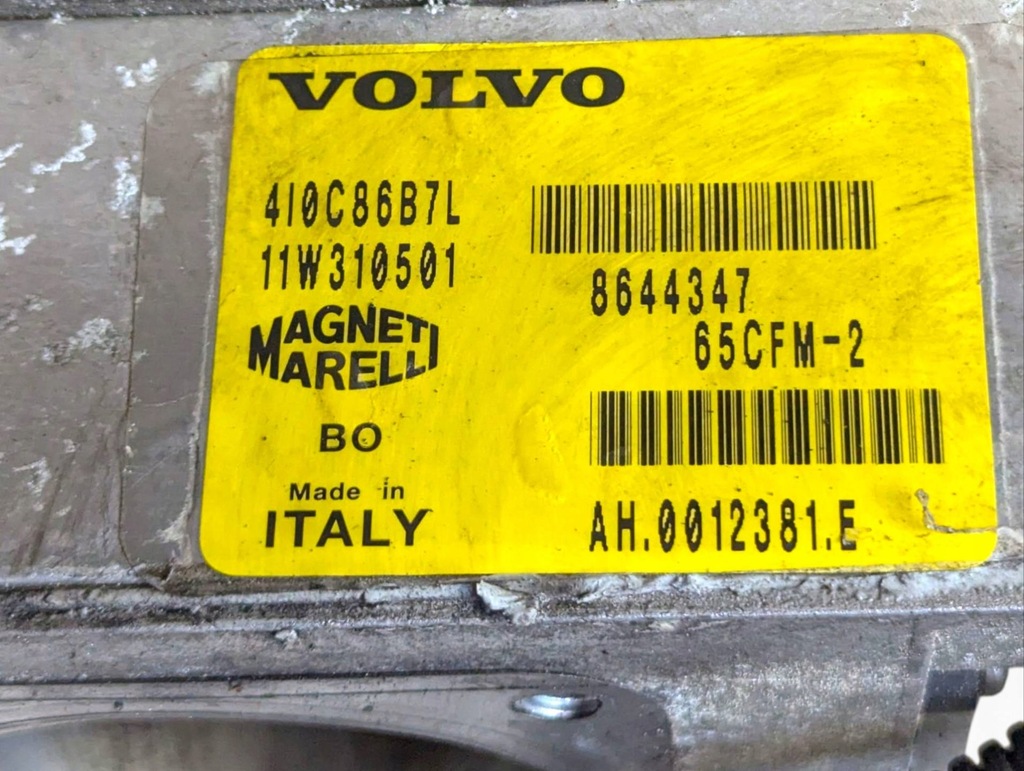 VOLVO
4I0C86B7L
11W310501
8644347
65CFM-2
MAGNETI
MARELLI
BO
Made in
ITALY
AH.0012381.E